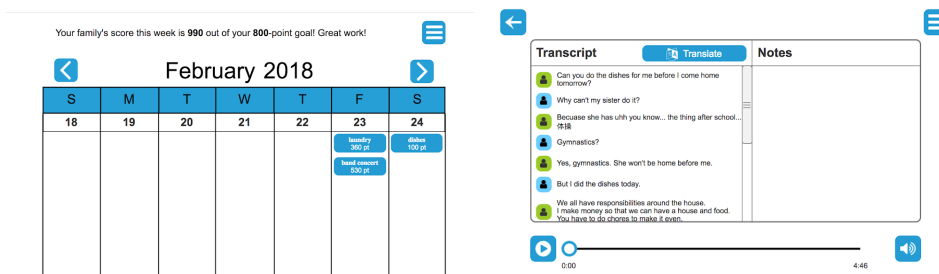 Your family's score this week is 990 out of your 800-point goal! Great work!
February 2018
S M T W T F S
18 19 20 21 22 23 24
laundry
360 pt
dishes
100 pt
band concert
530 pt
Transcript
Translate
Notes
Can you do the dishes for me before I come home
tomorrow?
Why can't my sister do it?
Becuase she has uhh you know... the thing after school...
体操
Gymnastics?
Yes, gymnastics. She won't be home before me.
But I did the dishes today.
We all have responsibilities around the house.
I make money so that we can have a house and food.
You have to do chores to make it even.
0:00
4:46